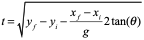 t = √(y_f − y_i − (x_f − x_i)/g 2tan(θ))